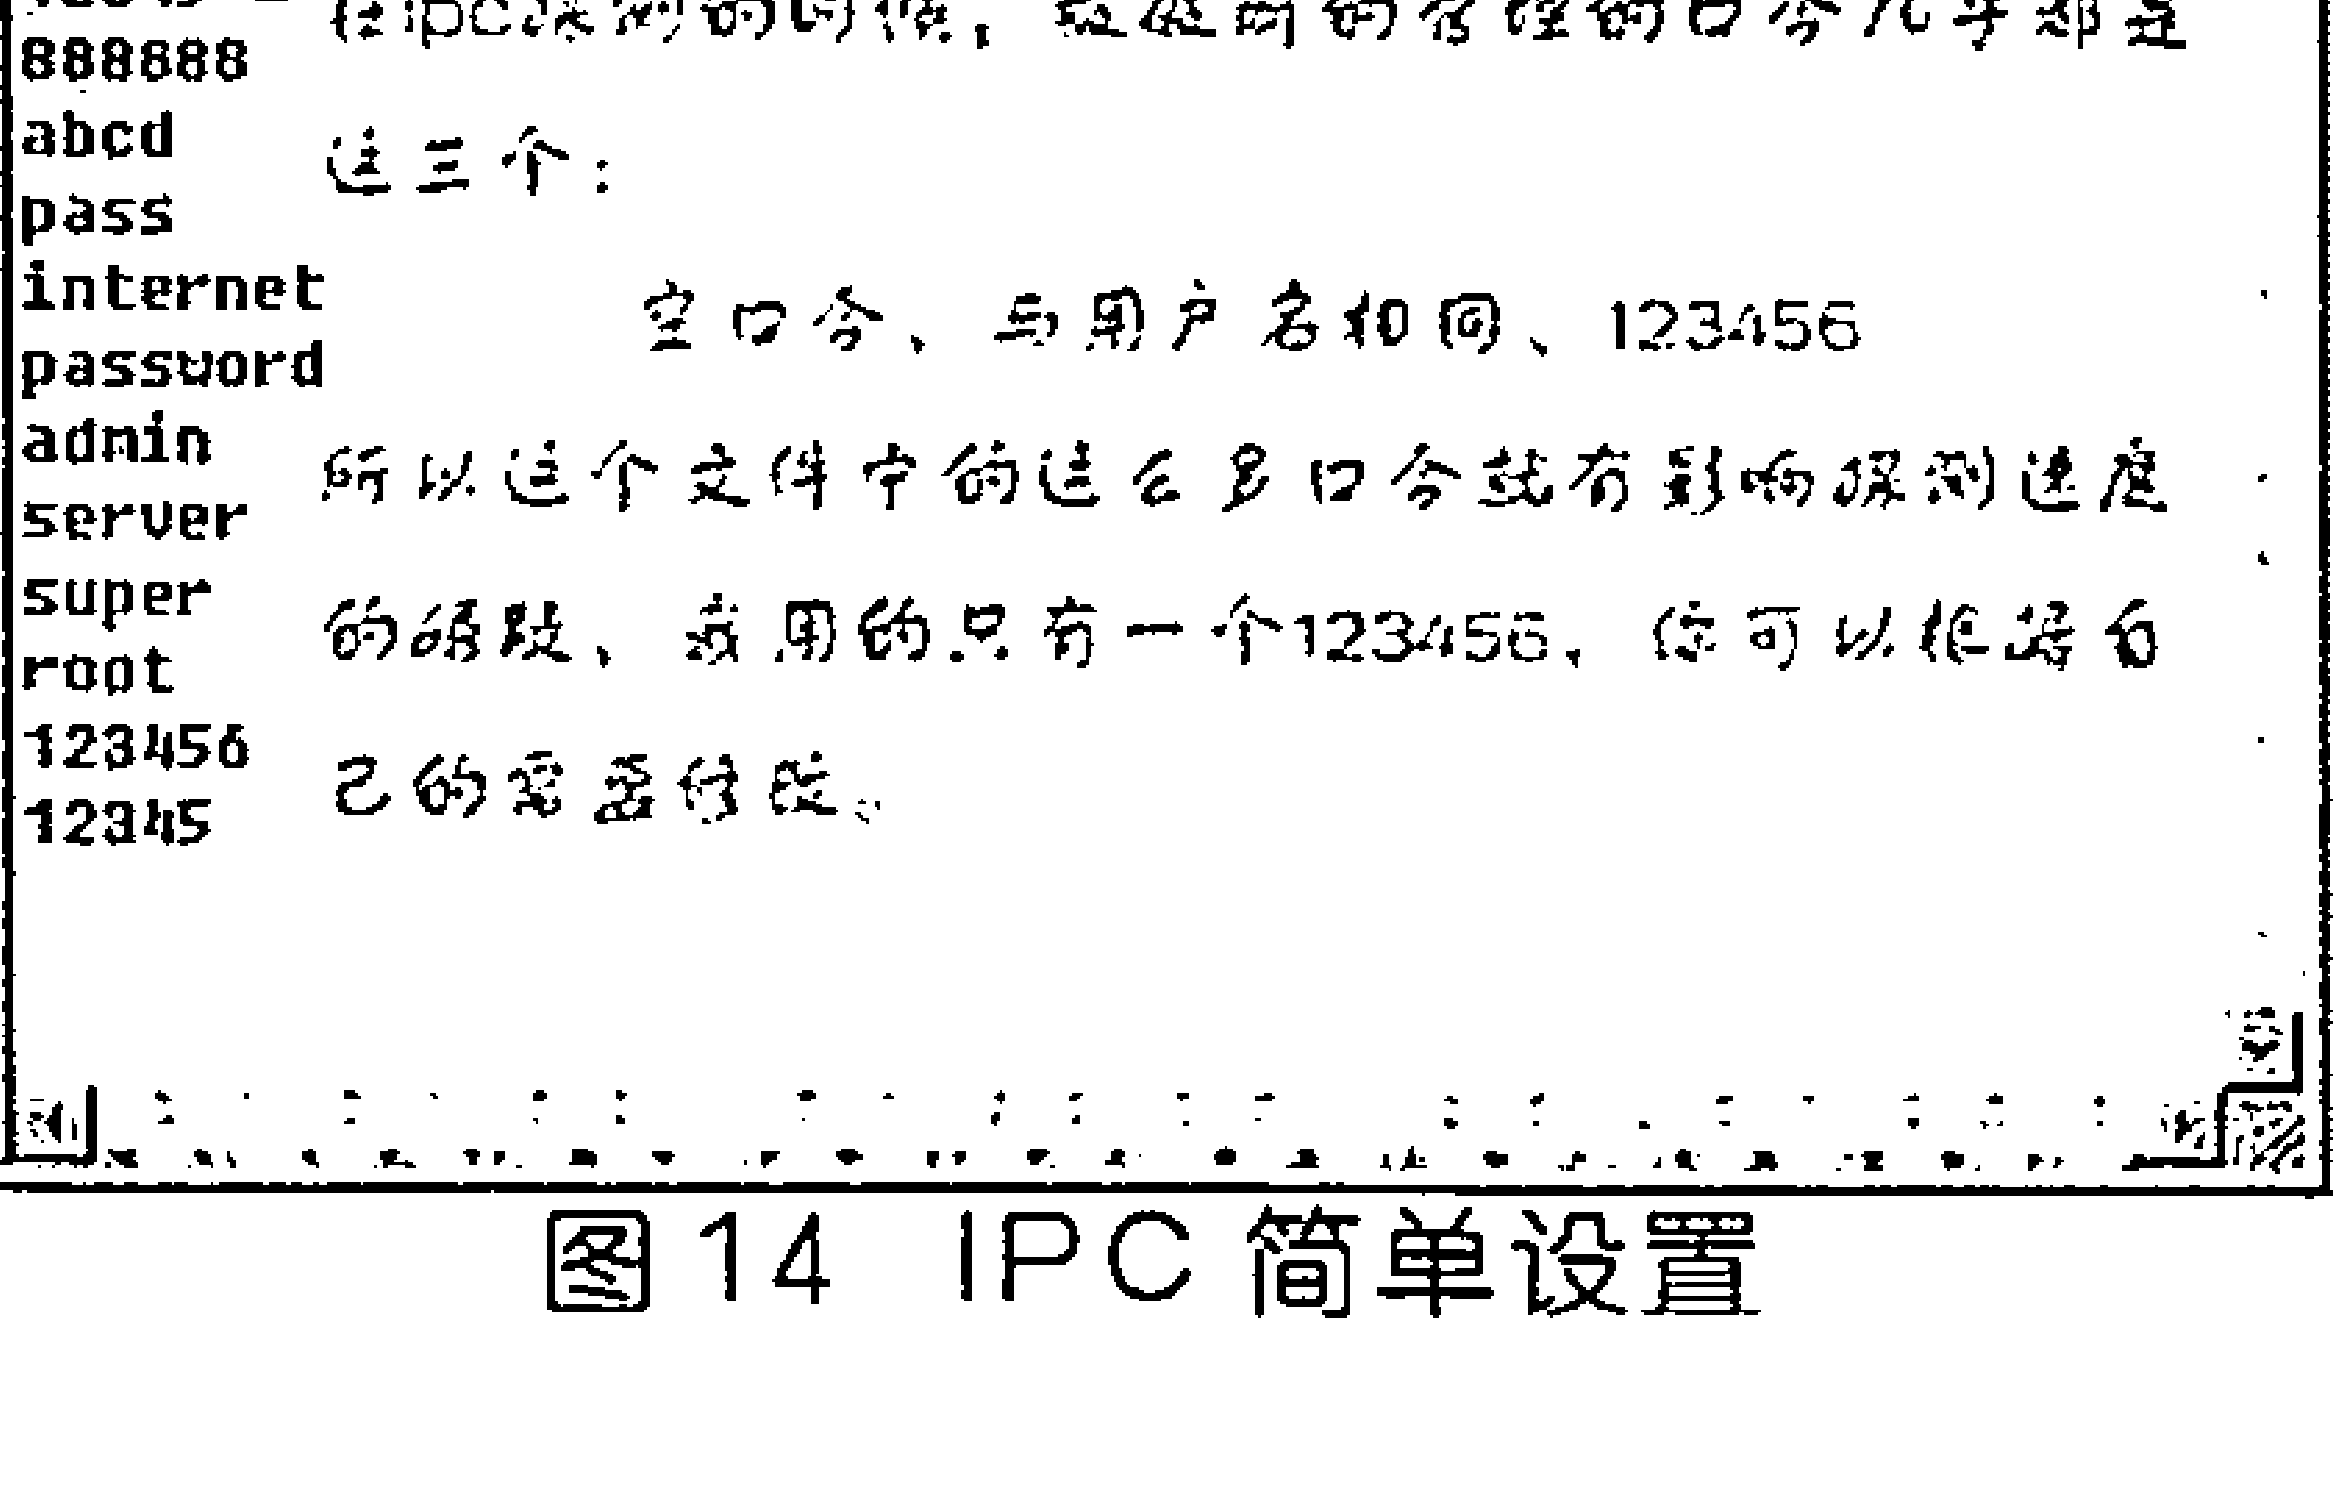 888888
abcd
这三个：
pass
internet
空口令、与用户名相同、123456
password
admin
所以这个文件中的这么多口令就有影响探测速度
server
super
的嫌疑、我用的只有一个123456，你可以根据自
root
123456
己的需要修改。
12345
图14 IPC简单设置